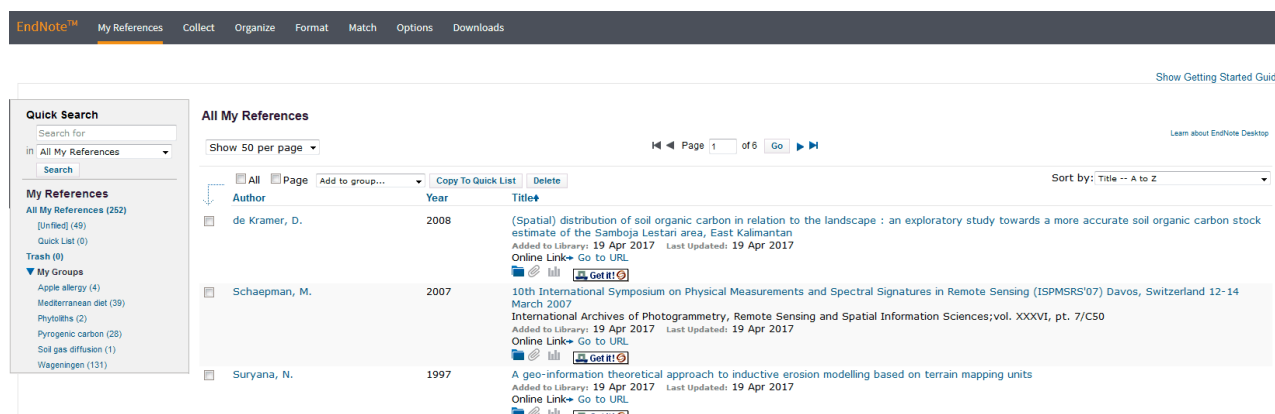 EndNote™ My References Collect Organize Format Match Options Downloads
Show Getting Started Guid
Quick Search
Search for
in All My References
Search
My References
All My References (252)
[Unfiled] (49)
Quick List (0)
Trash (0)
My Groups
Apple allergy (4)
Mediterranean diet (39)
Phytoliths (2)
Pyrogenic carbon (28)
Soil gas diffusion (1)
Wageningen (131)
All My References
Learn about EndNote Desktop
Show 50 per page Page 1 of 6 Go
All Page Add to group... Copy To Quick List Delete Sort by: Title -- A to Z
Author Year Title
de Kramer, D. 2008 (Spatial) distribution of soil organic carbon in relation to the landscape : an exploratory study towards a more accurate soil organic carbon stock
estimate of the Samboja Lestari area, East Kalimantan
Added to Library: 19 Apr 2017 Last Updated: 19 Apr 2017
Online Link Go to URL
Get it!
Schaepman, M. 2007 10th International Symposium on Physical Measurements and Spectral Signatures in Remote Sensing (ISPMSRS'07) Davos, Switzerland 12-14
March 2007
International Archives of Photogrammetry, Remote Sensing and Spatial Information Sciences;vol. XXXVI, pt. 7/C50
Added to Library: 19 Apr 2017 Last Updated: 19 Apr 2017
Online Link Go to URL
Get it!
Suryana, N. 1997 A geo-information theoretical approach to inductive erosion modelling based on terrain mapping units
Added to Library: 19 Apr 2017 Last Updated: 19 Apr 2017
Online Link Go to URL